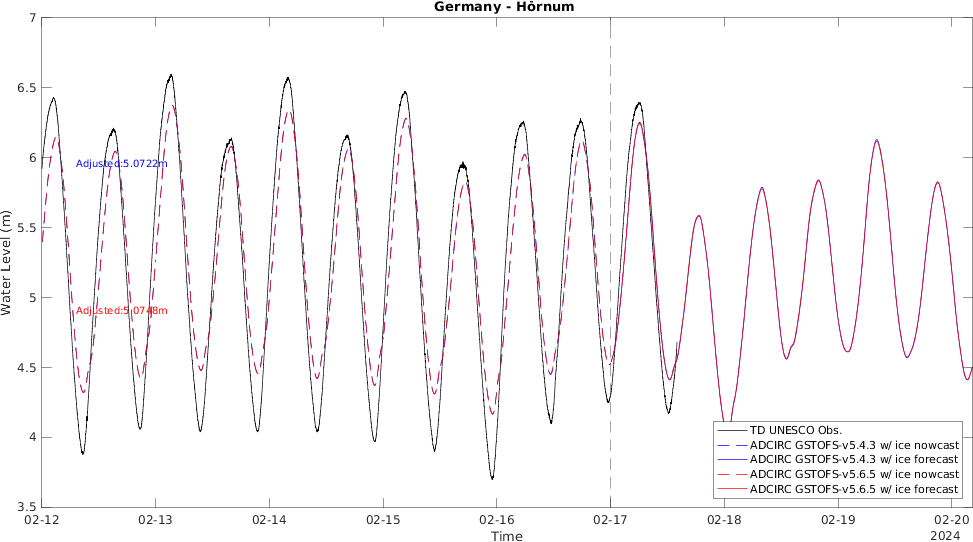 Germany - Hörnum
7
6.5
6
5.5
5
4.5
4
3.5
Water Level (m)
Adjusted:5.0722m
Adjusted:5.0748m
TD UNESCO Obs.
ADCIRC GSTOFS-v5.4.3 w/ ice nowcast
ADCIRC GSTOFS-v5.4.3 w/ ice forecast
ADCIRC GSTOFS-v5.6.5 w/ ice nowcast
ADCIRC GSTOFS-v5.6.5 w/ ice forecast
02-12 02-13 02-14 02-15 02-16 02-17 02-18 02-19 02-20
2024
Time